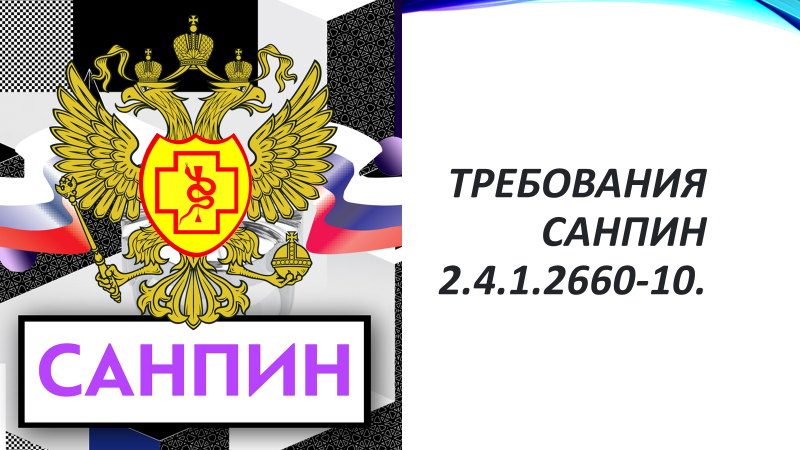 САНПИН
ТРЕБОВАНИЯ
САНПИН
2.4.1.2660-10.